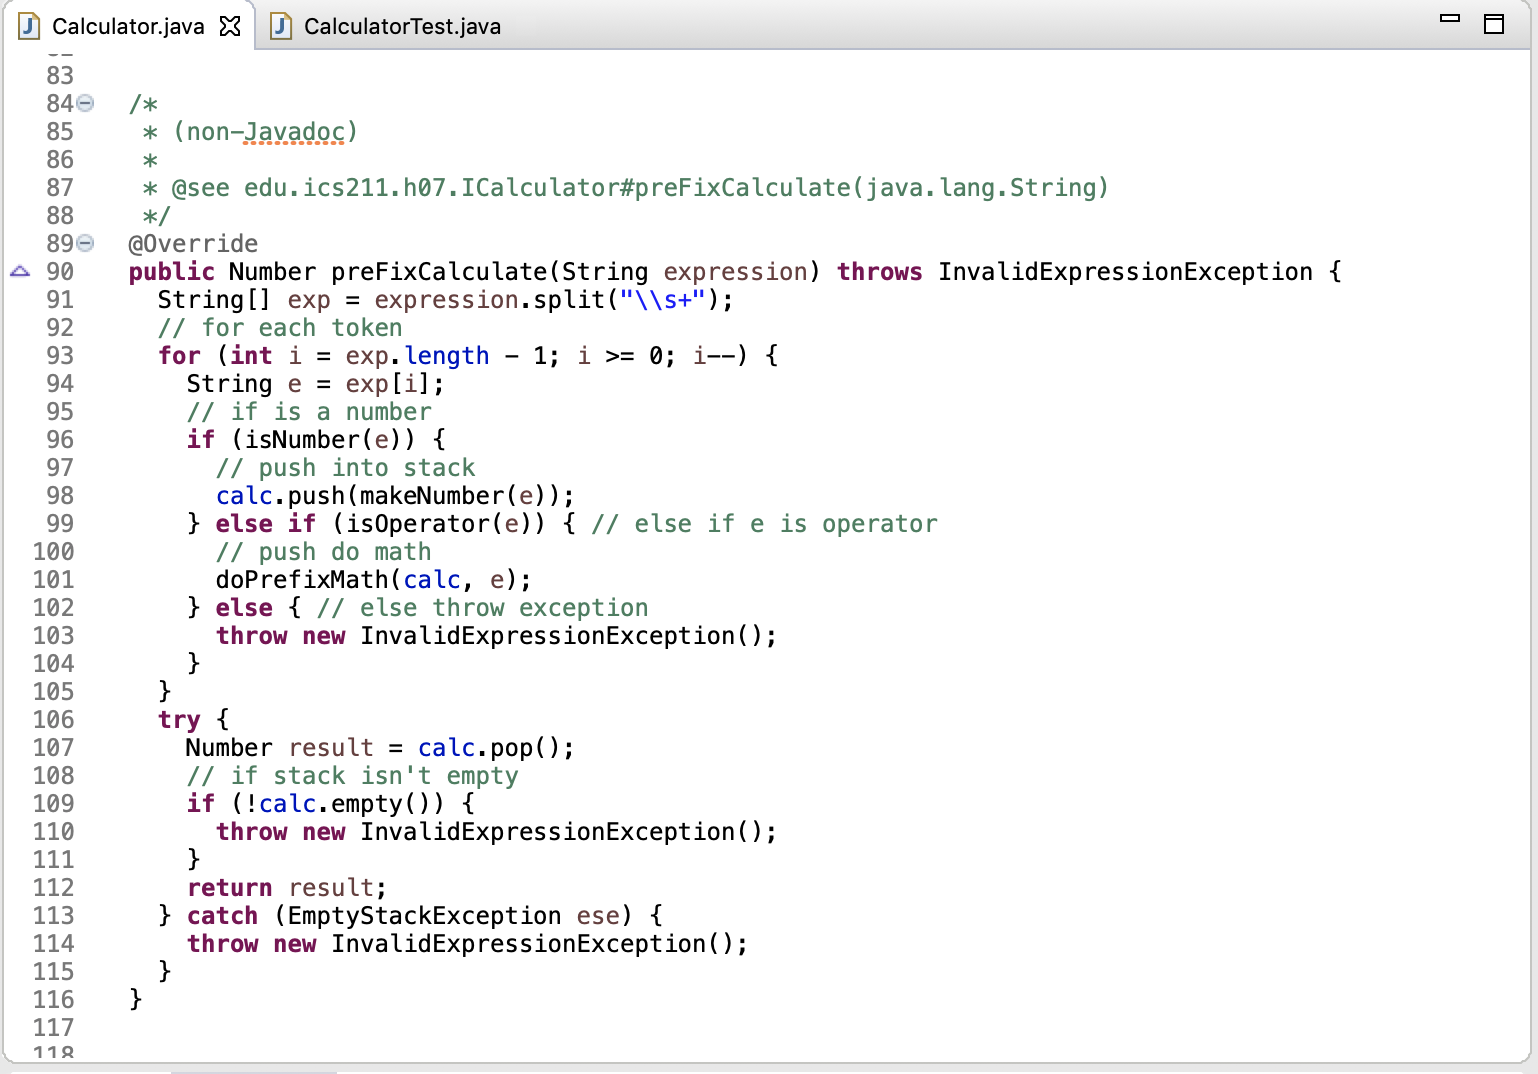 Calculator.java CalculatorTest.java
83
84 /*
85 * (non-Javadoc)
86 *
87 * @see edu.ics211.h07.ICalculator#preFixCalculate(java.lang.String)
88 */
89 @Override
90 public Number preFixCalculate(String expression) throws InvalidExpressionException {
91 String[] exp = expression.split("\\s+");
92 // for each token
93 for (int i = exp.length - 1; i >= 0; i--) {
94 String e = exp[i];
95 // if is a number
96 if (isNumber(e)) {
97 // push into stack
98 calc.push(makeNumber(e));
99 } else if (isOperator(e)) { // else if e is operator
100 // push do math
101 doPrefixMath(calc, e);
102 } else { // else throw exception
103 throw new InvalidExpressionException();
104 }
105 }
106 try {
107 Number result = calc.pop();
108 // if stack isn't empty
109 if (!calc.empty()) {
110 throw new InvalidExpressionException();
111 }
112 return result;
113 } catch (EmptyStackException ese) {
114 throw new InvalidExpressionException();
115 }
116 }
117
118